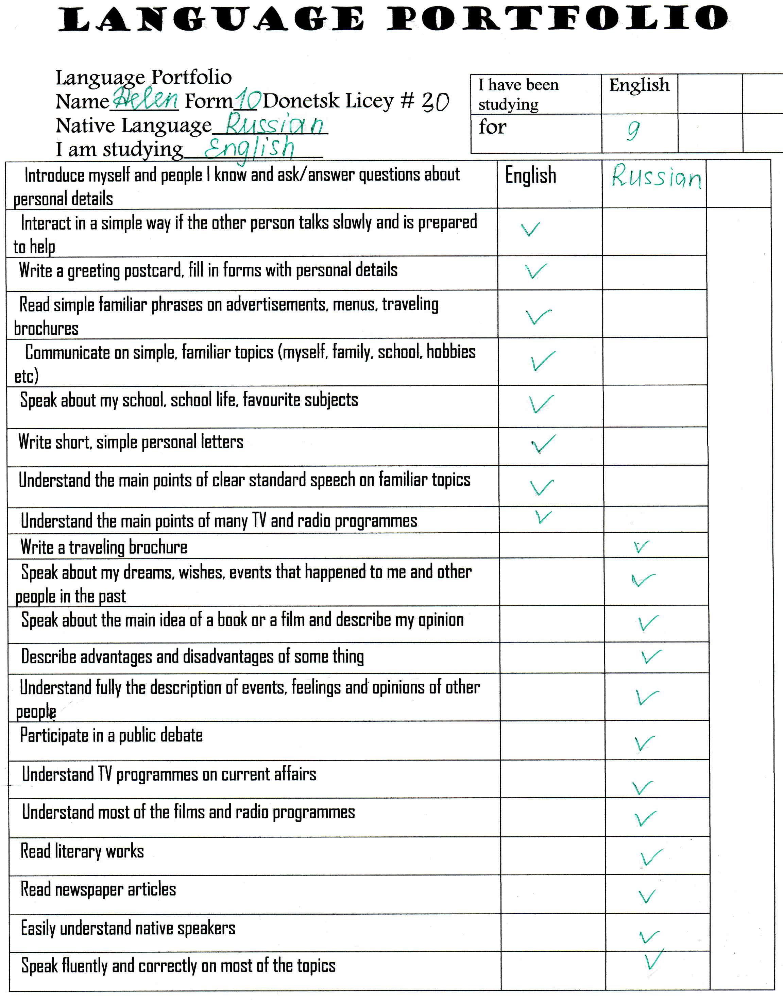 LANGUAGE PORTFOLIO
Language Portfolio
Name Helen Form 10 Donetsk Licey # 20
Native Language Russian
I am studying English
I have been studying English
for 9
Introduce myself and people I know and ask/answer questions about English Russian
personal details
Interact in a simple way if the other person talks slowly and is prepared ✓
to help
Write a greeting postcard, fill in forms with personal details ✓
Read simple familiar phrases on advertisements, menus, traveling ✓
brochures
Communicate on simple, familiar topics (myself, family, school, hobbies ✓
etc)
Speak about my school, school life, favourite subjects ✓
Write short, simple personal letters ✓
Understand the main points of clear standard speech on familiar topics ✓
Understand the main points of many TV and radio programmes ✓
Write a traveling brochure ✓
Speak about my dreams, wishes, events that happened to me and other ✓
people in the past
Speak about the main idea of a book or a film and describe my opinion ✓
Describe advantages and disadvantages of some thing ✓
Understand fully the description of events, feelings and opinions of other ✓
people
Participate in a public debate ✓
Understand TV programmes on current affairs ✓
Understand most of the films and radio programmes ✓
Read literary works ✓
Read newspaper articles ✓
Easily understand native speakers ✓
Speak fluently and correctly on most of the topics ✓